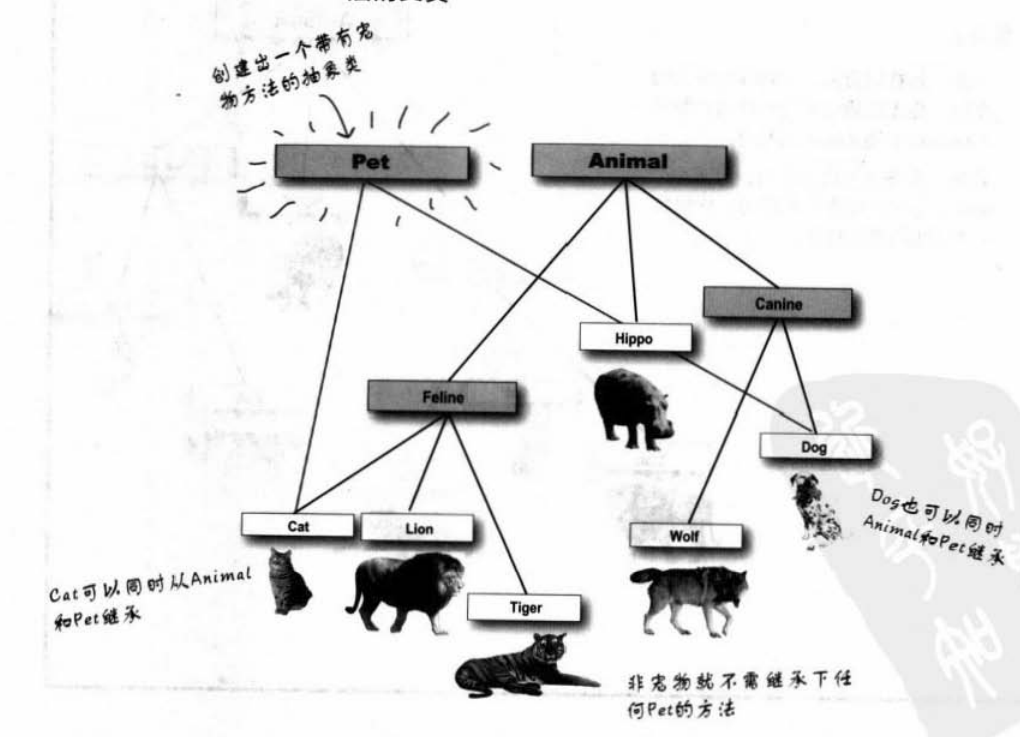 创建出一个带有宠
物方法的抽象类
Pet
Animal
Canine
Hippo
Feline
Dog
Dog也可以同时
Animal和Pet继承
Cat
Lion
Wolf
Cat可以同时从Animal
和Pet继承
Tiger
非宠物就不需继承下任
何Pet的方法